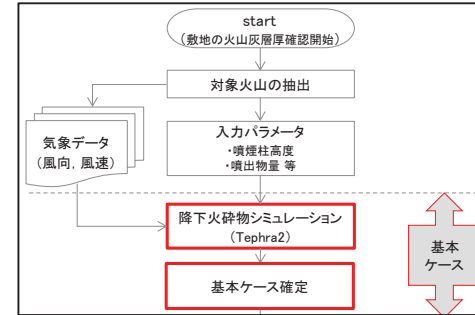 start
(敷地の火山灰層厚確認開始)
対象火山の抽出
気象データ
(風向,風速)
入力パラメータ
・噴煙柱高度
・噴出物量 等
降下火砕物シミュレーション
(Tephra2)
基本
ケース
基本ケース確定